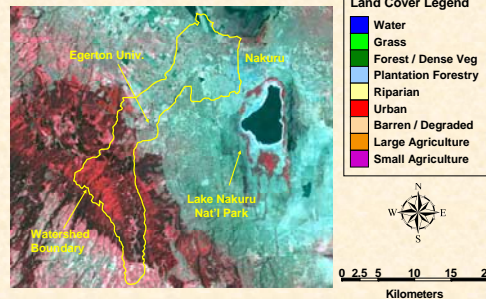 Egerton Univ.
Nakuru
Lake Nakuru
Nat'l Park
Watershed
Boundary
Land Cover Legend
Water
Grass
Forest / Dense Veg
Plantation Forestry
Riparian
Urban
Barren / Degraded
Large Agriculture
Small Agriculture
N
W
E
S
0 2.5 5 10 15
Kilometers